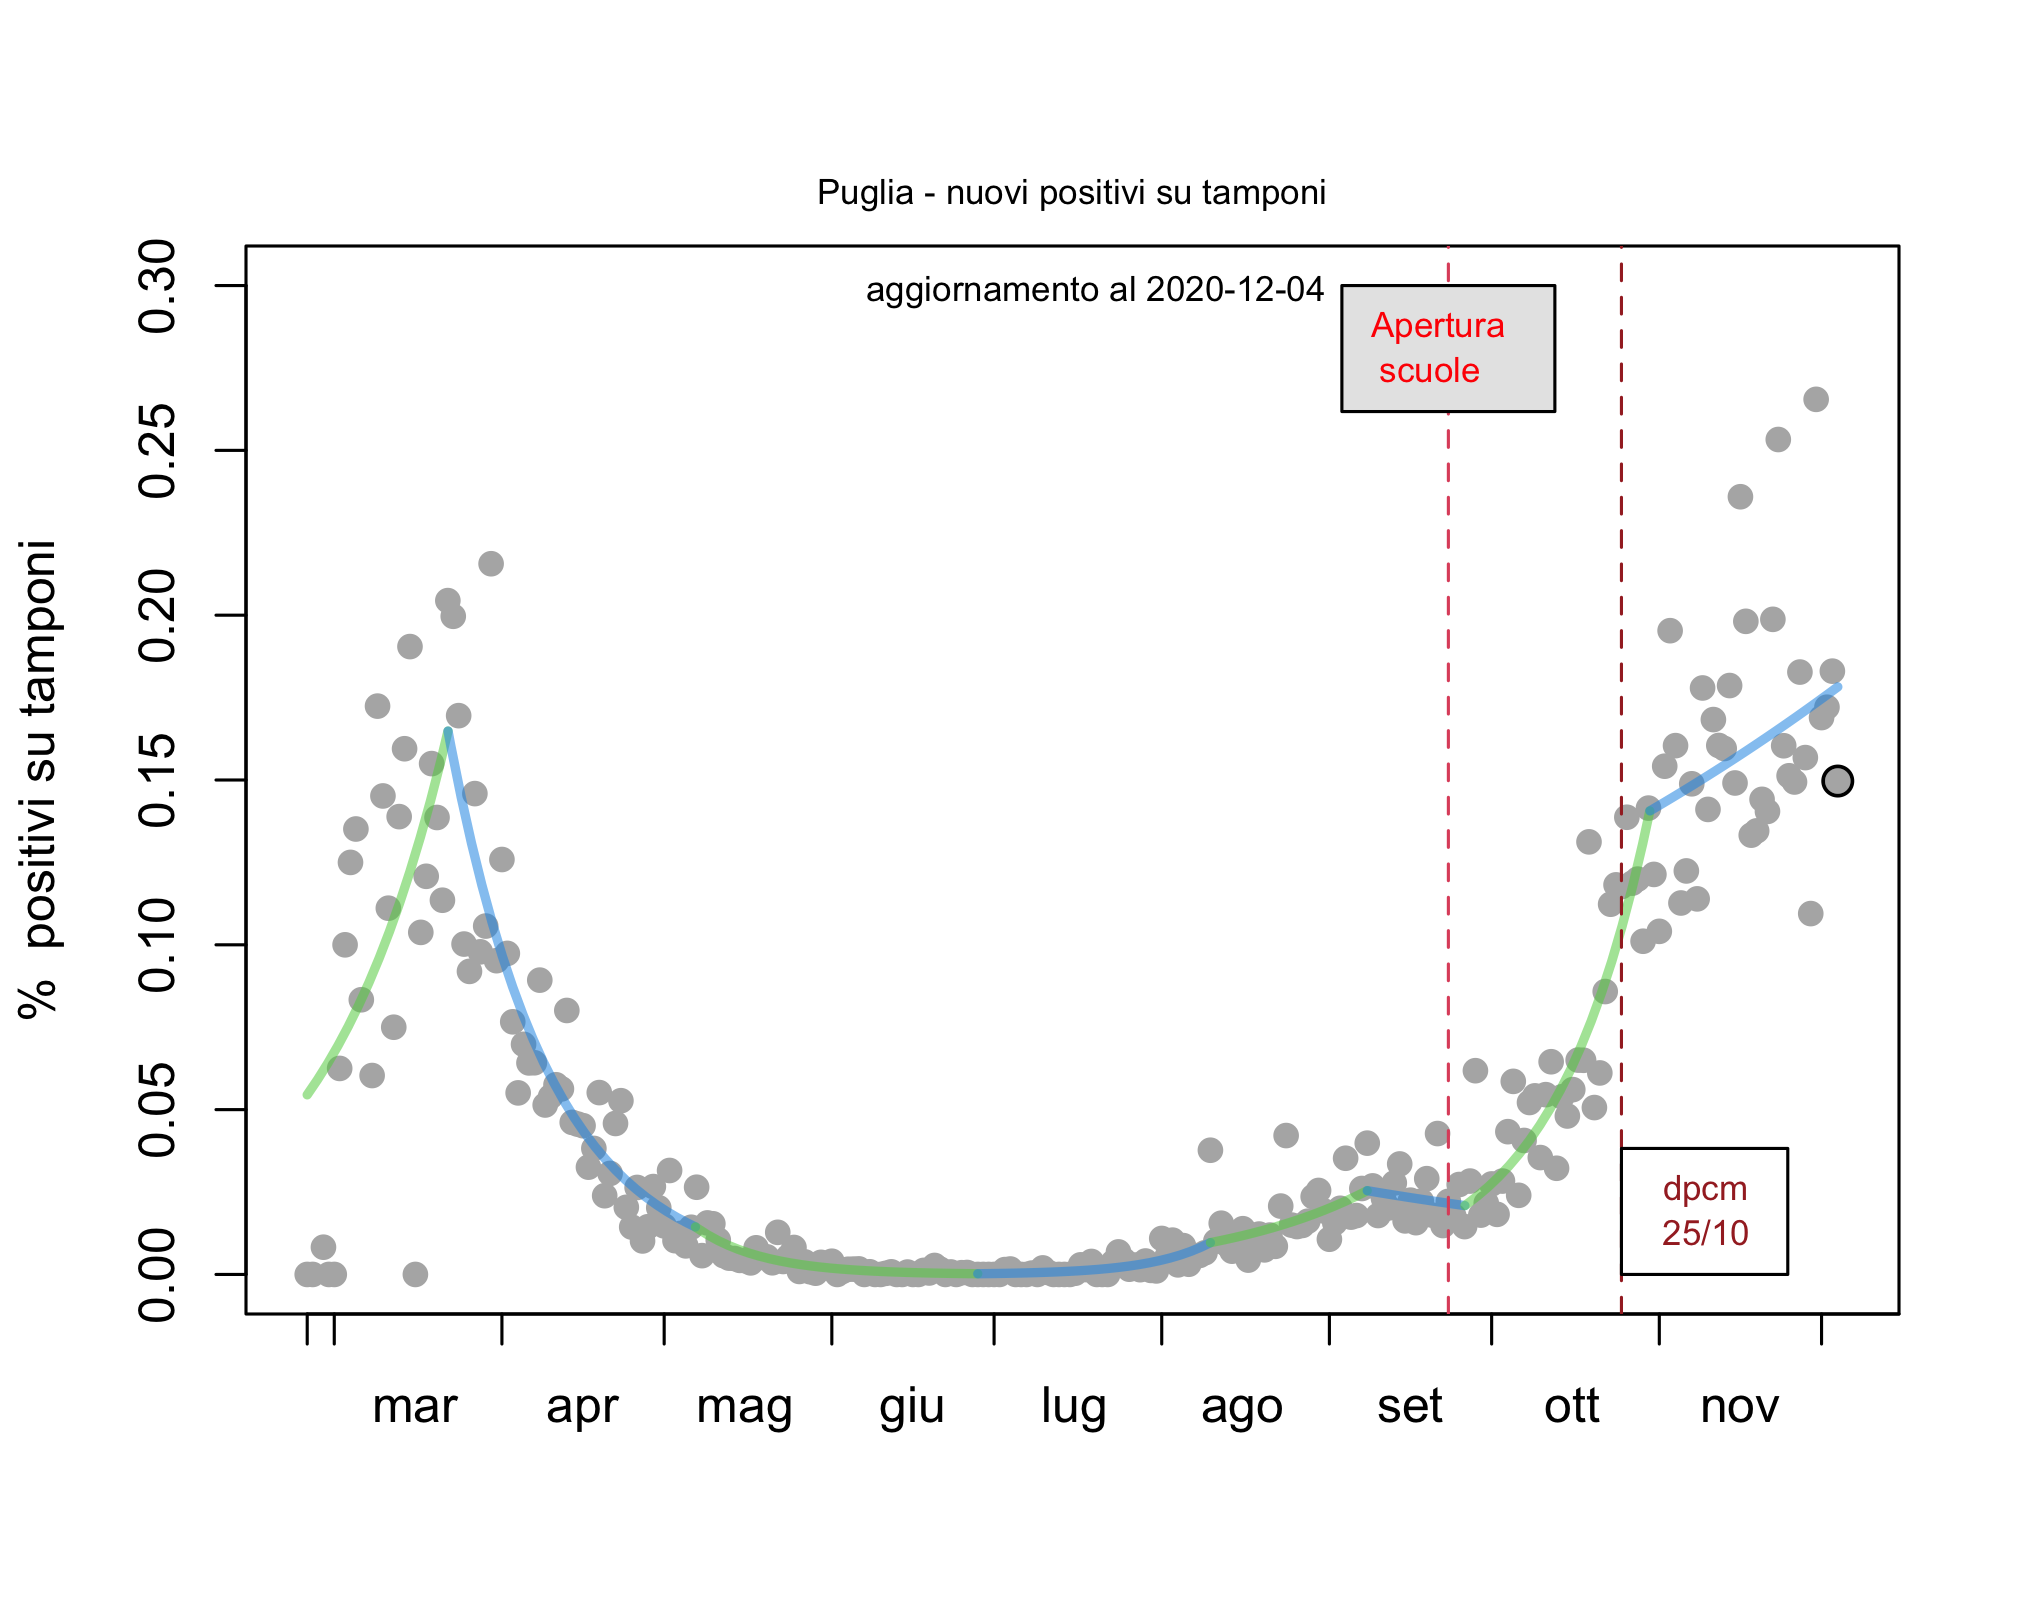 Puglia - nuovi positivi su tamponi
aggiornamento al 2020-12-04
Apertura
scuole
% positivi su tamponi
0.30
0.25
0.20
0.15
0.10
0.05
0.00
dpcm
25/10
mar apr mag giu lug ago set ott nov